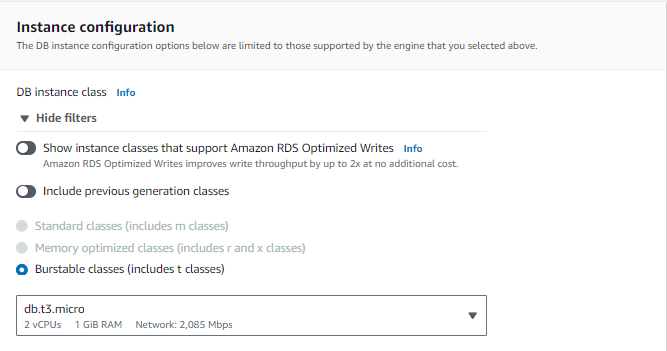 Instance configuration
The DB instance configuration options below are limited to those supported by the engine that you selected above.
DB instance class Info
Hide filters
Show instance classes that support Amazon RDS Optimized Writes Info
Amazon RDS Optimized Writes improves write throughput by up to 2x at no additional cost.
Include previous generation classes
Standard classes (includes m classes)
Memory optimized classes (includes r and x classes)
Burstable classes (includes t classes)
db.t3.micro
2 vCPUs 1 GiB RAM Network: 2,085 Mbps